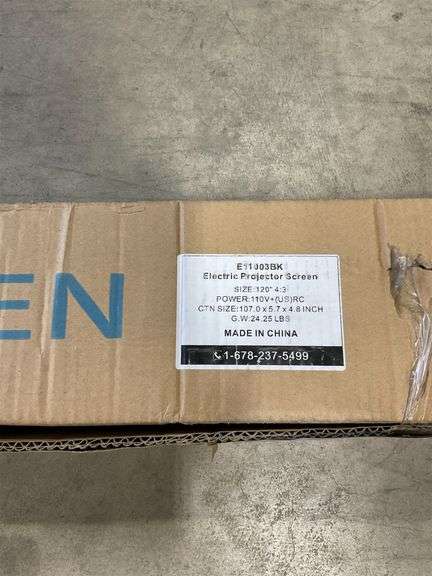 EN
E11003BK
Electric Projector Screen
SIZE:120" 4:3
POWER:110V+(US)RC
CTN SIZE:107.0 x 5.7 x 4.8 INCH
G.W:24.25 LBS
MADE IN CHINA
1-678-237-5499